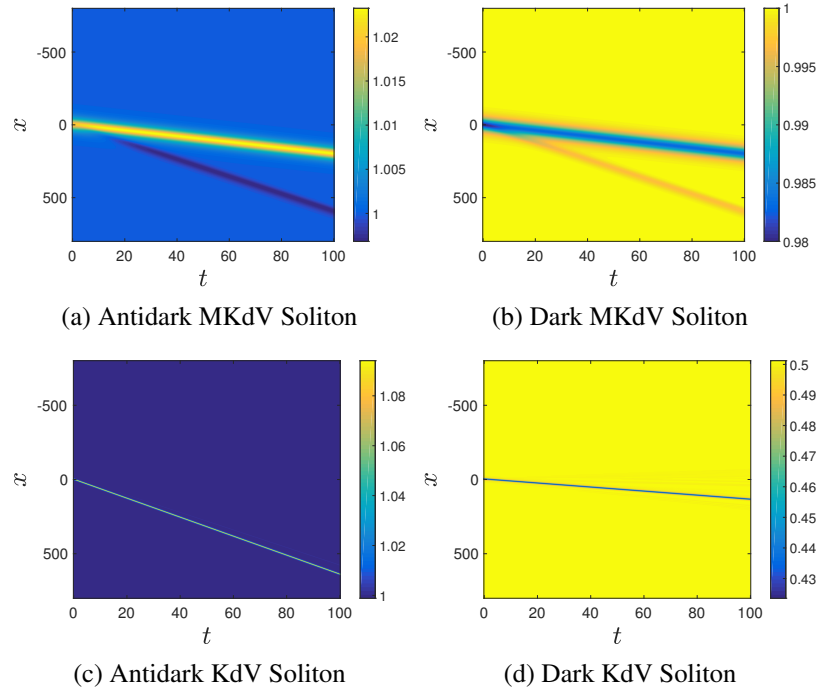 -500
0
500
x
0 20 40 60 80 100
t
1.02
1.015
1.01
1.005
1
(a) Antidark MKdV Soliton
-500
0
500
x
0 20 40 60 80 100
t
1
0.995
0.99
0.985
0.98
(b) Dark MKdV Soliton
-500
0
500
x
0 20 40 60 80 100
t
1.08
1.06
1.04
1.02
1
(c) Antidark KdV Soliton
-500
0
500
x
0 20 40 60 80 100
t
0.5
0.49
0.48
0.47
0.46
0.45
0.44
0.43
(d) Dark KdV Soliton